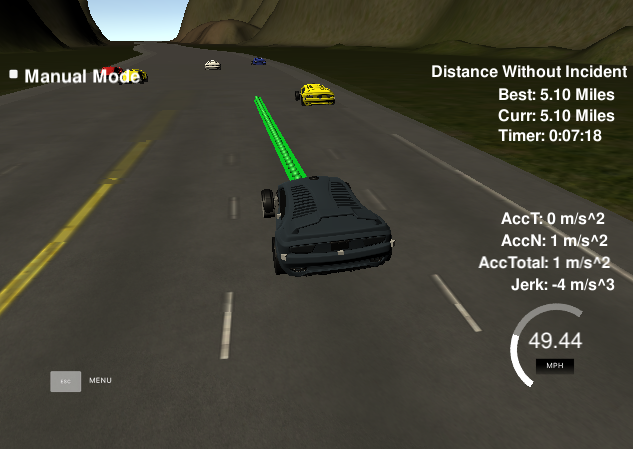 Manual Mode
Distance Without Incident
Best: 5.10 Miles
Curr: 5.10 Miles
Timer: 0:07:18
AccT: 0 m/s^2
AccN: 1 m/s^2
AccTotal: 1 m/s^2
Jerk: -4 m/s^3
49.44
MPH
ESC MENU